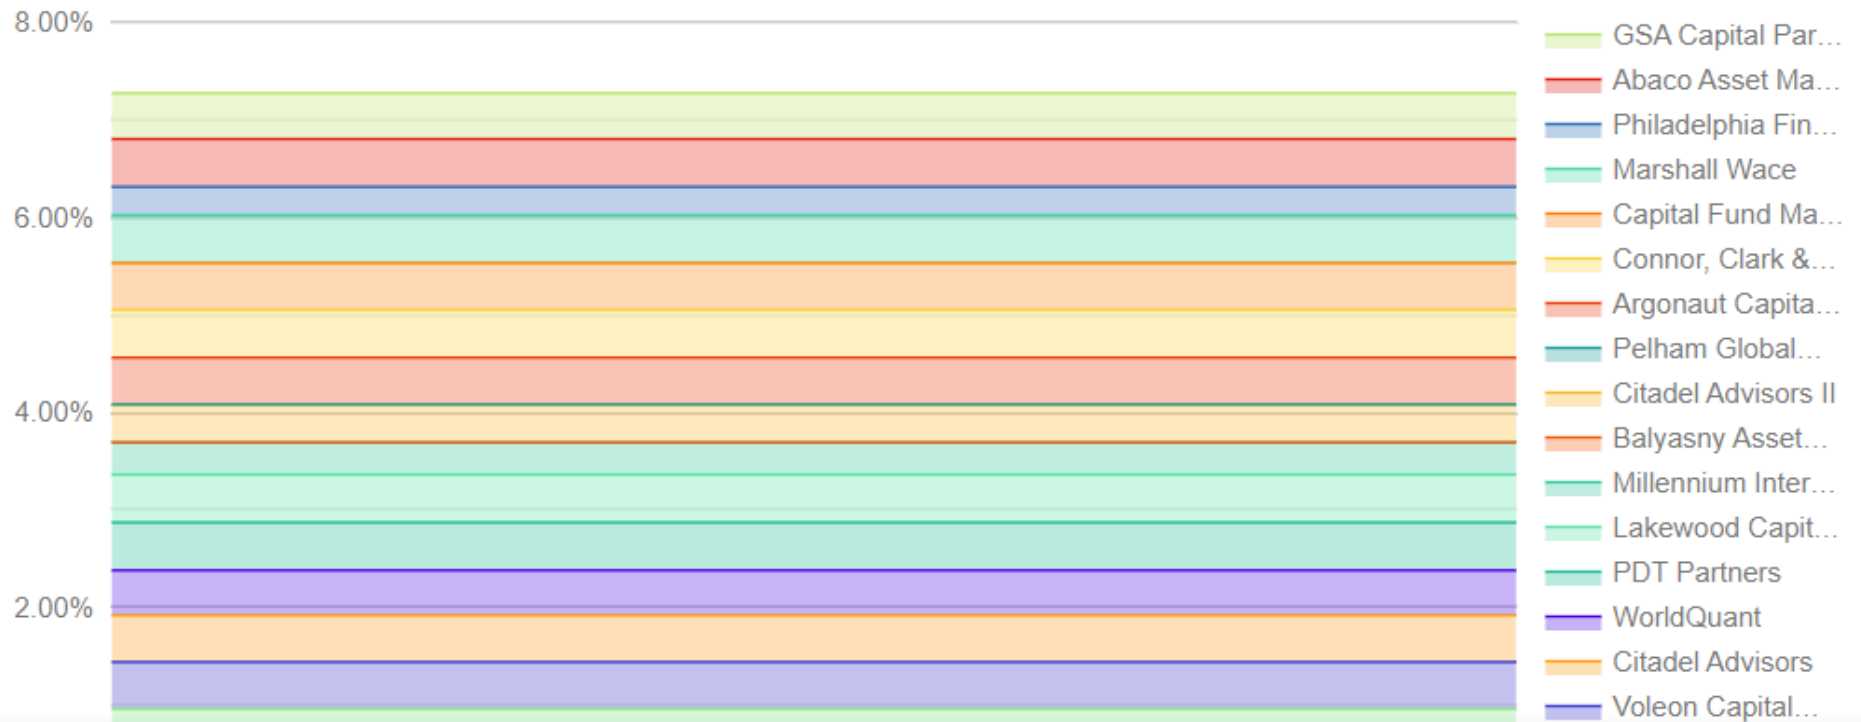 8.00%
6.00%
4.00%
2.00%
GSA Capital Par...
Abaco Asset Ma...
Philadelphia Fin...
Marshall Wace
Capital Fund Ma...
Connor, Clark &...
Argonaut Capita...
Pelham Global...
Citadel Advisors II
Balyasny Asset...
Millennium Inter...
Lakewood Capit...
PDT Partners
WorldQuant
Citadel Advisors
Voleon Capital...